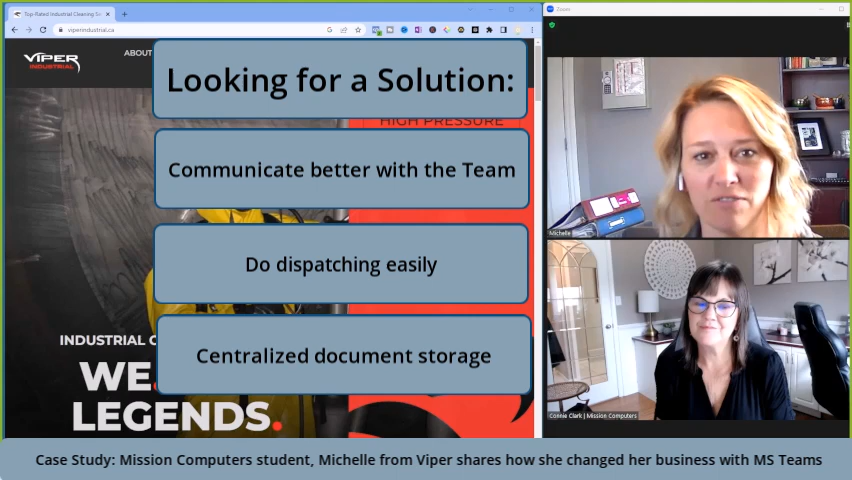 Top-Rated Industrial Cleaning Se
viperindustrial.ca
Zoom
VIPER
INDUSTRIAL
ABOUT
Looking for a Solution:
HIGH PRESSURE
Communicate better with the Team
Do dispatching easily
Centralized document storage
INDUSTRIAL C
WE
LEGENDS.
Michelle
Connie Clark | Mission Computers
Case Study: Mission Computers student, Michelle from Viper shares how she changed her business with MS Teams